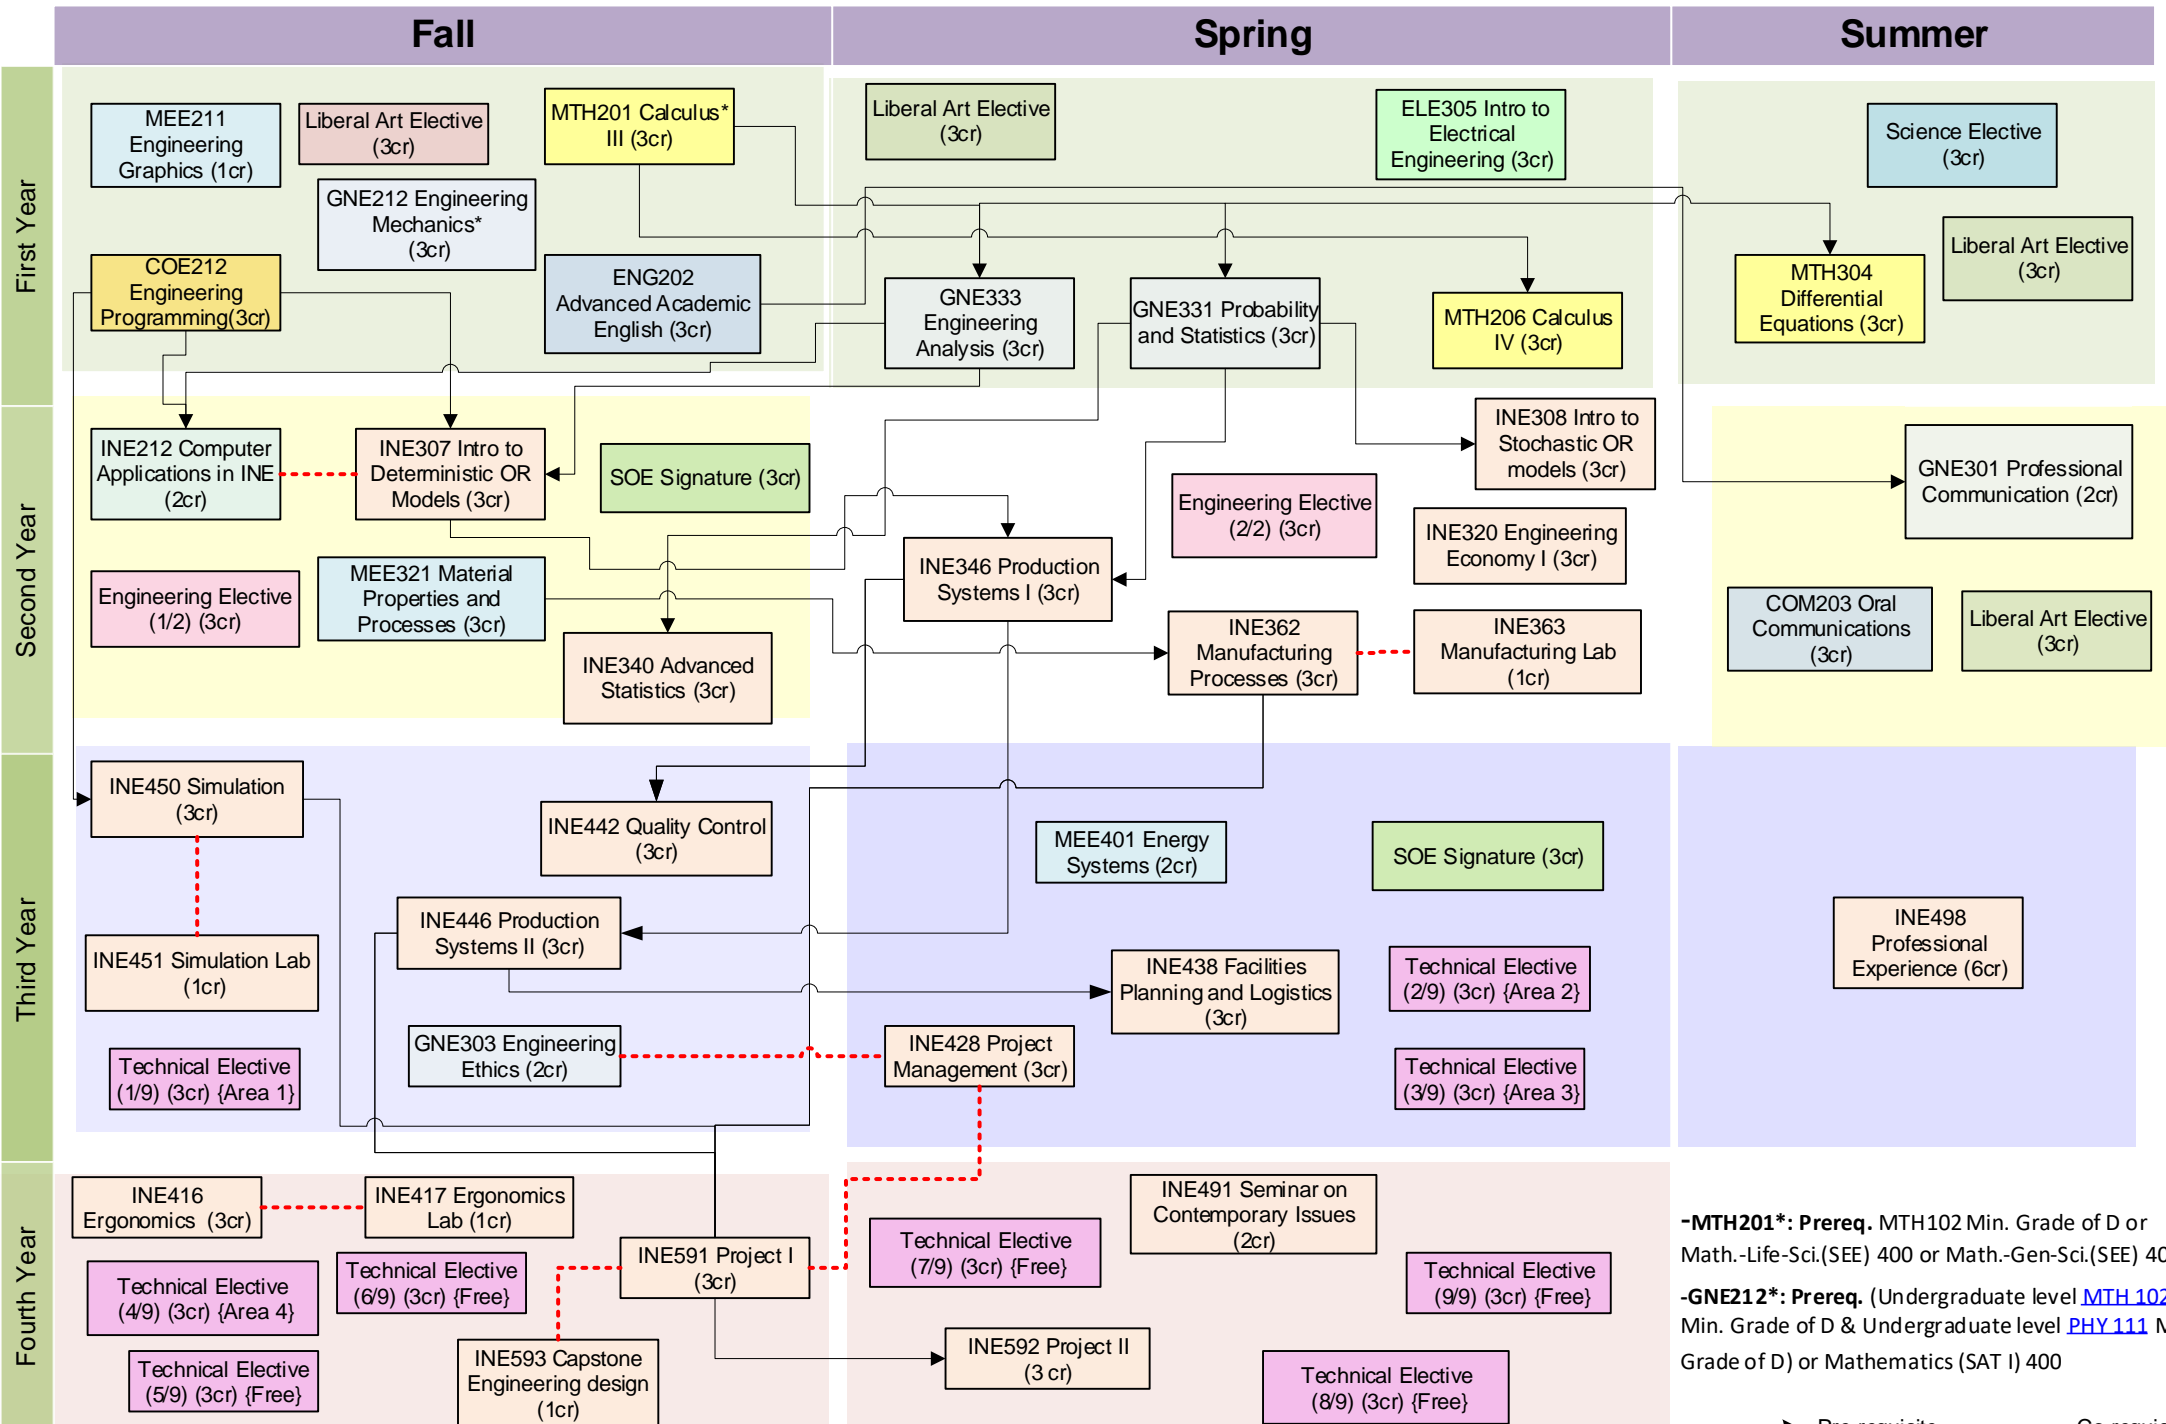 Fall
Spring
Summer
First Year
MEE211
Engineering
Graphics (1cr)
Liberal Art Elective
(3cr)
MTH201 Calculus*
III (3cr)
GNE212 Engineering
Mechanics*
(3cr)
COE212
Engineering
Programming(3cr)
ENG202
Advanced Academic
English (3cr)
Liberal Art Elective
(3cr)
ELE305 Intro to
Electrical
Engineering (3cr)
GNE333
Engineering
Analysis (3cr)
GNE331 Probability
and Statistics (3cr)
MTH206 Calculus
IV (3cr)
Science Elective
(3cr)
Liberal Art Elective
(3cr)
MTH304
Differential
Equations (3cr)
Second Year
INE212 Computer
Applications in INE
(2cr)
INE307 Intro to
Deterministic OR
Models (3cr)
SOE Signature (3cr)
Engineering Elective
(1/2) (3cr)
MEE321 Material
Properties and
Processes (3cr)
INE340 Advanced
Statistics (3cr)
INE308 Intro to
Stochastic OR
models (3cr)
Engineering Elective
(2/2) (3cr)
INE320 Engineering
Economy I (3cr)
INE346 Production
Systems I (3cr)
INE362
Manufacturing
Processes (3cr)
INE363
Manufacturing Lab
(1cr)
GNE301 Professional
Communication (2cr)
COM203 Oral
Communications
(3cr)
Liberal Art Elective
(3cr)
Third Year
INE450 Simulation
(3cr)
INE442 Quality Control
(3cr)
INE446 Production
Systems II (3cr)
INE451 Simulation Lab
(1cr)
GNE303 Engineering
Ethics (2cr)
Technical Elective
(1/9) (3cr) {Area 1}
MEE401 Energy
Systems (2cr)
SOE Signature (3cr)
INE438 Facilities
Planning and Logistics
(3cr)
Technical Elective
(2/9) (3cr) {Area 2}
INE428 Project
Management (3cr)
Technical Elective
(3/9) (3cr) {Area 3}
INE498
Professional
Experience (6cr)
Fourth Year
INE416
Ergonomics (3cr)
INE417 Ergonomics
Lab (1cr)
INE591 Project I
(3cr)
Technical Elective
(4/9) (3cr) {Area 4}
Technical Elective
(6/9) (3cr) {Free}
Technical Elective
(5/9) (3cr) {Free}
INE593 Capstone
Engineering design
(1cr)
INE491 Seminar on
Contemporary Issues
(2cr)
Technical Elective
(7/9) (3cr) {Free}
Technical Elective
(9/9) (3cr) {Free}
INE592 Project II
(3 cr)
Technical Elective
(8/9) (3cr) {Free}
-MTH201*: Prereq. MTH102 Min. Grade of D or
Math.-Life-Sci.(SEE) 400 or Math.-Gen-Sci.(SEE)
-GNE212*: Prereq. (Undergraduate level MTH 102
Min. Grade of D & Undergraduate level PHY 111
Grade of D) or Mathematics (SAT I) 400